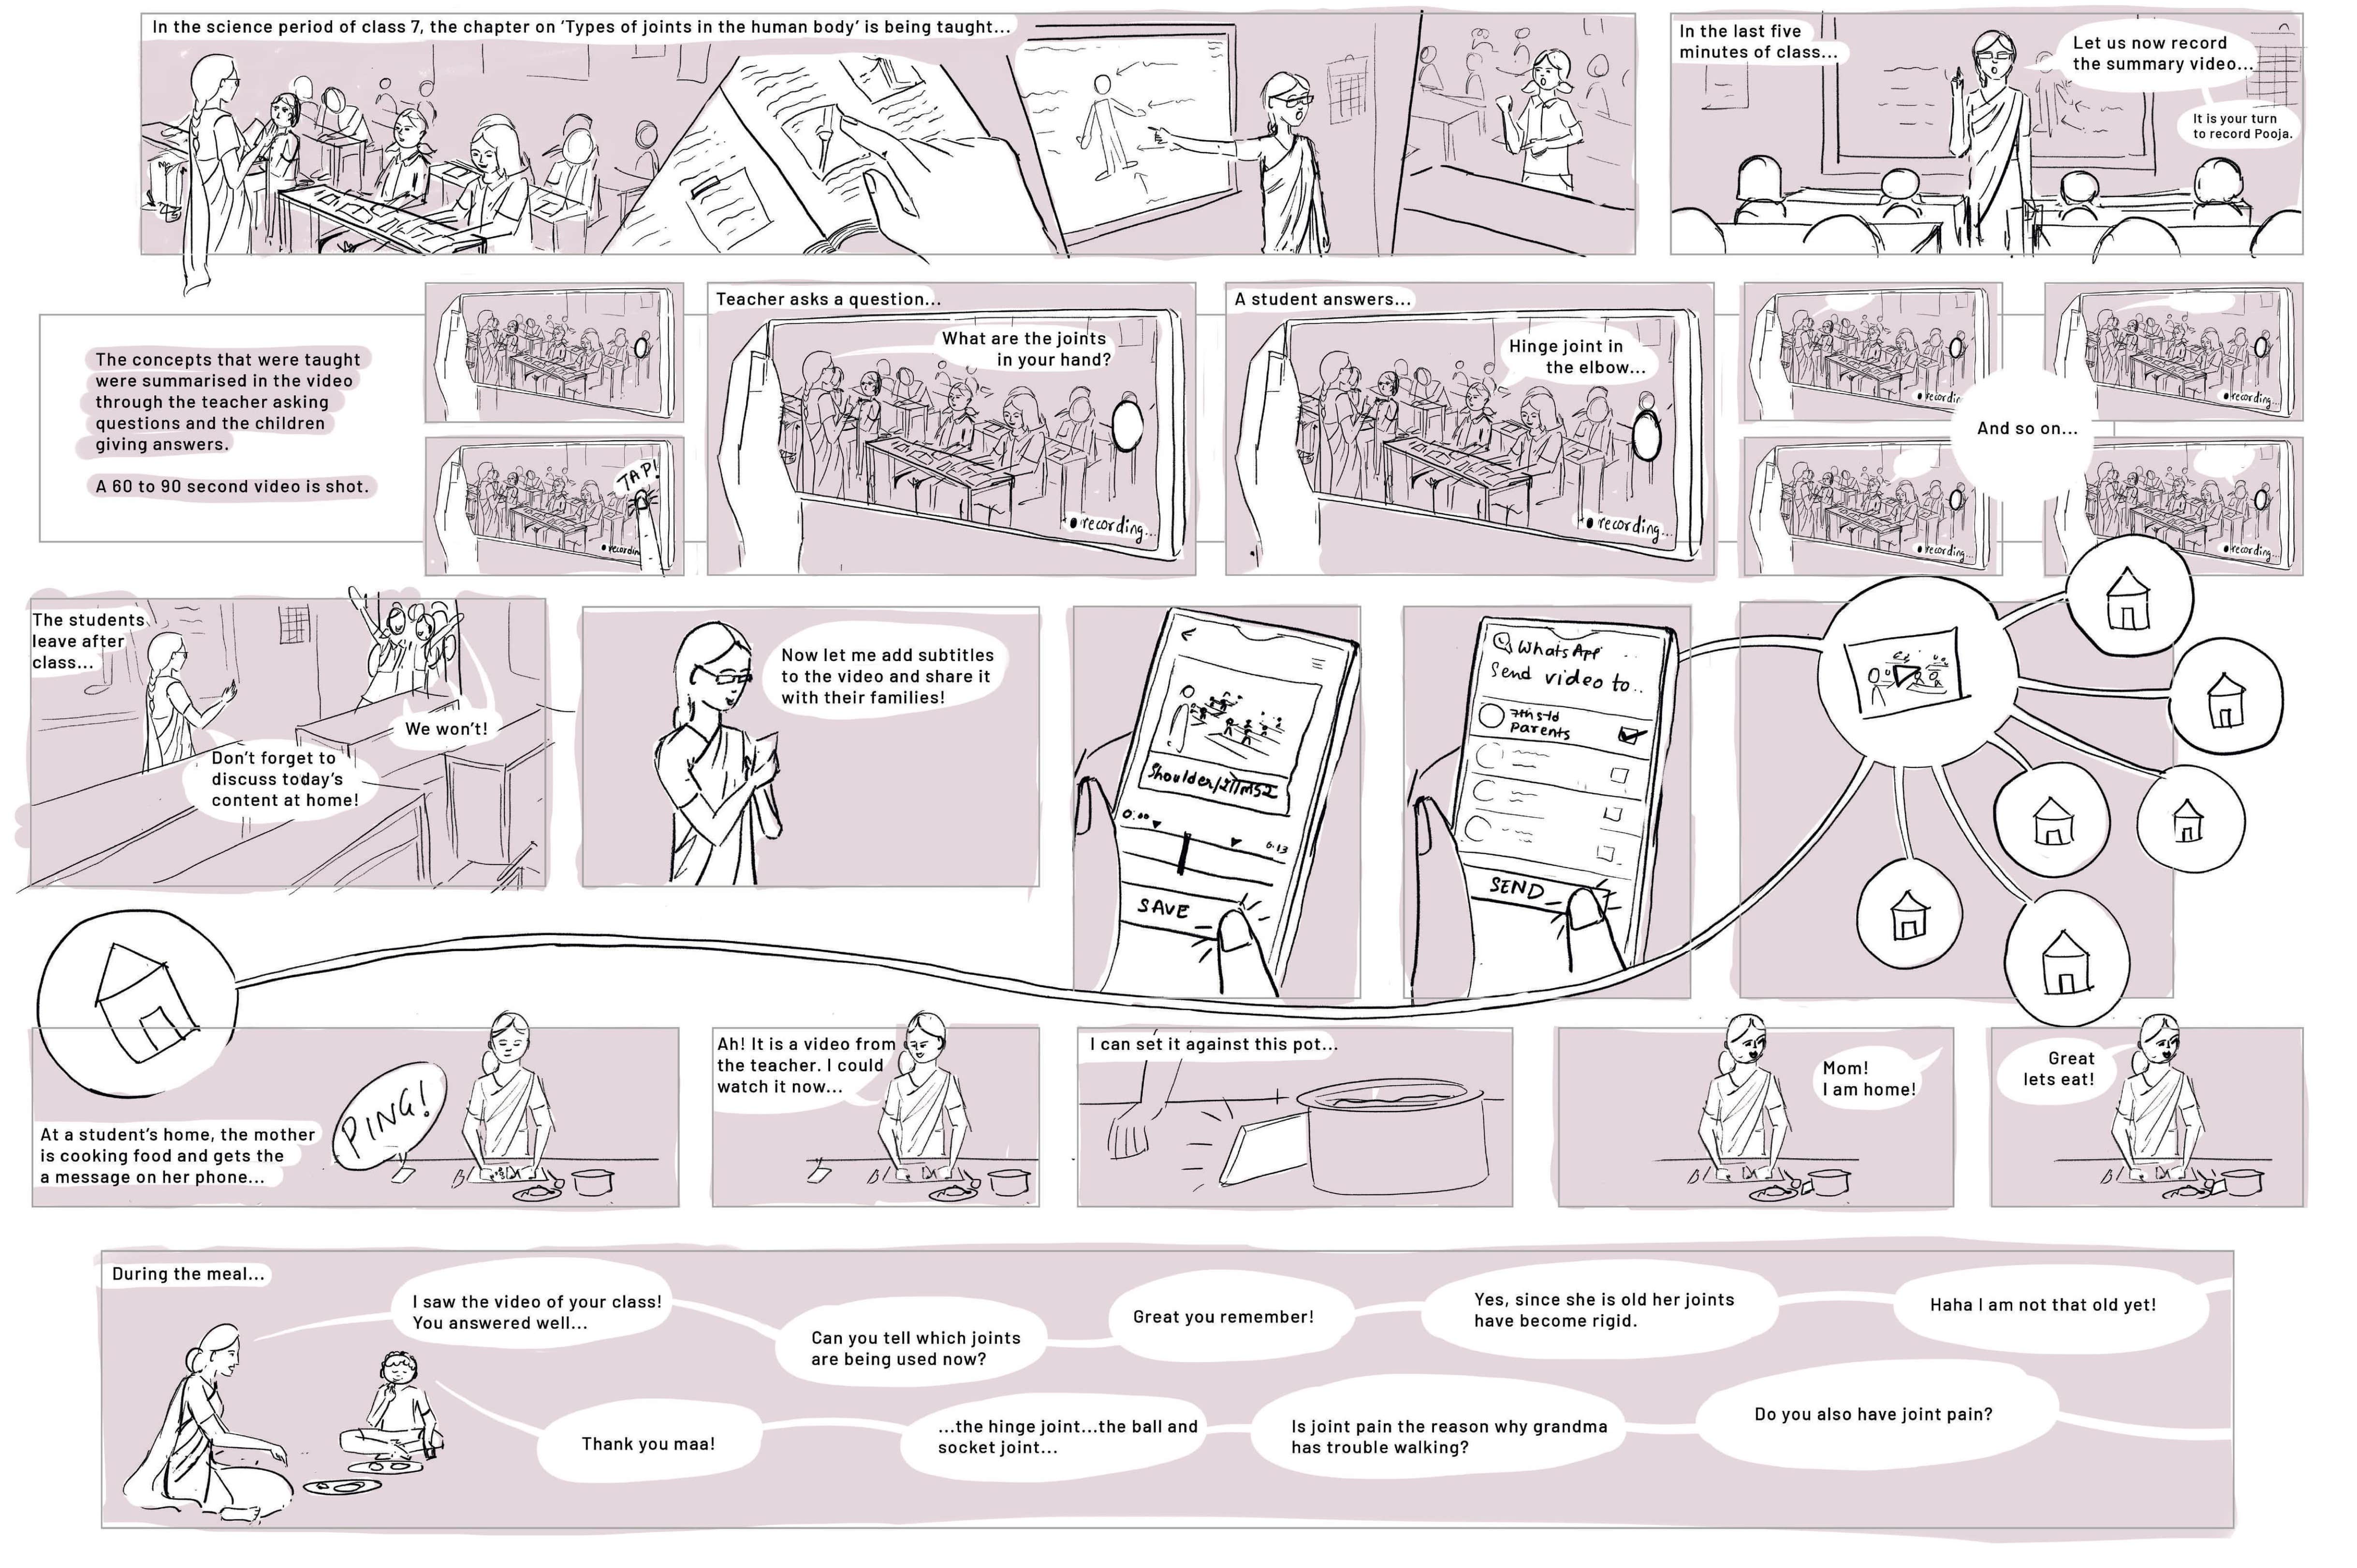 In the science period of class 7, the chapter on ‘Types of joints in the human body’ is being taught...
In the last five
minutes of class...
Let us now record
the summary video...
It is your turn
to record Pooja.
The concepts that were taught
were summarised in the video
through the teacher asking
questions and the children
giving answers.
A 60 to 90 second video is shot.
TAP!
recordin
Teacher asks a question...
What are the joints
in your hand?
recording...
A student answers...
Hinge joint in
the elbow...
recording...
recordin
recording...
And so on...
recording...
recording...
The students
leave after
class...
We won't!
Don't forget to
discuss today's
content at home!
Now let me add subtitles
to the video and share it
with their families!
0:00
0:13
SAVE
WhatsApp
Send video to..
7th std
parents
SEND
At a student's home, the mother
is cooking food and gets the
a message on her phone...
PING!
Ah! It is a video from
the teacher. I could
watch it now...
I can set it against this pot...
Mom!
I am home!
Great
lets eat!
During the meal...
I saw the video of your class!
You answered well...
Thank you maa!
Can you tell which joints
are being used now?
...the hinge joint...the ball and
socket joint...
Great you remember!
Is joint pain the reason why grandma
has trouble walking?
Yes, since she is old her joints
have become rigid.
Do you also have joint pain?
Haha I am not that old yet!